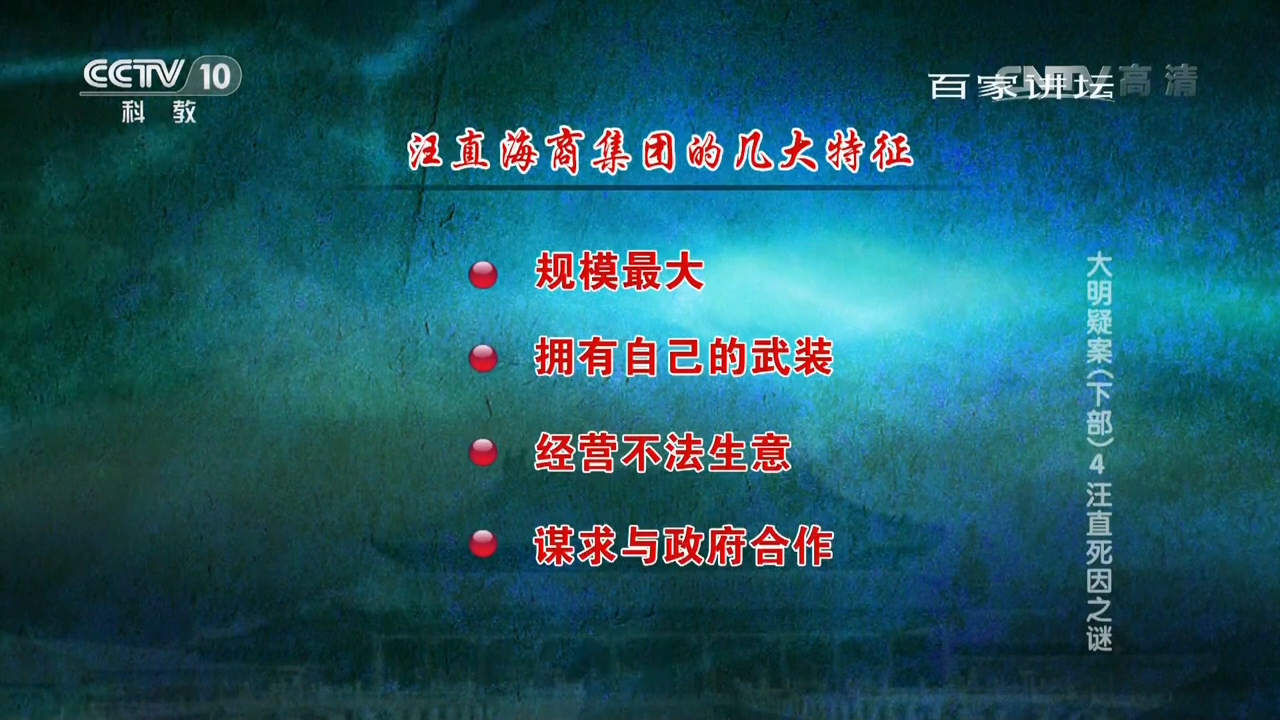 CCTV 10
科教
百家讲坛
CNTV高清
汪直海商集团的几大特征
规模最大
拥有自己的武装
经营不法生意
谋求与政府合作
大明疑案（下部）4 汪直死因之谜